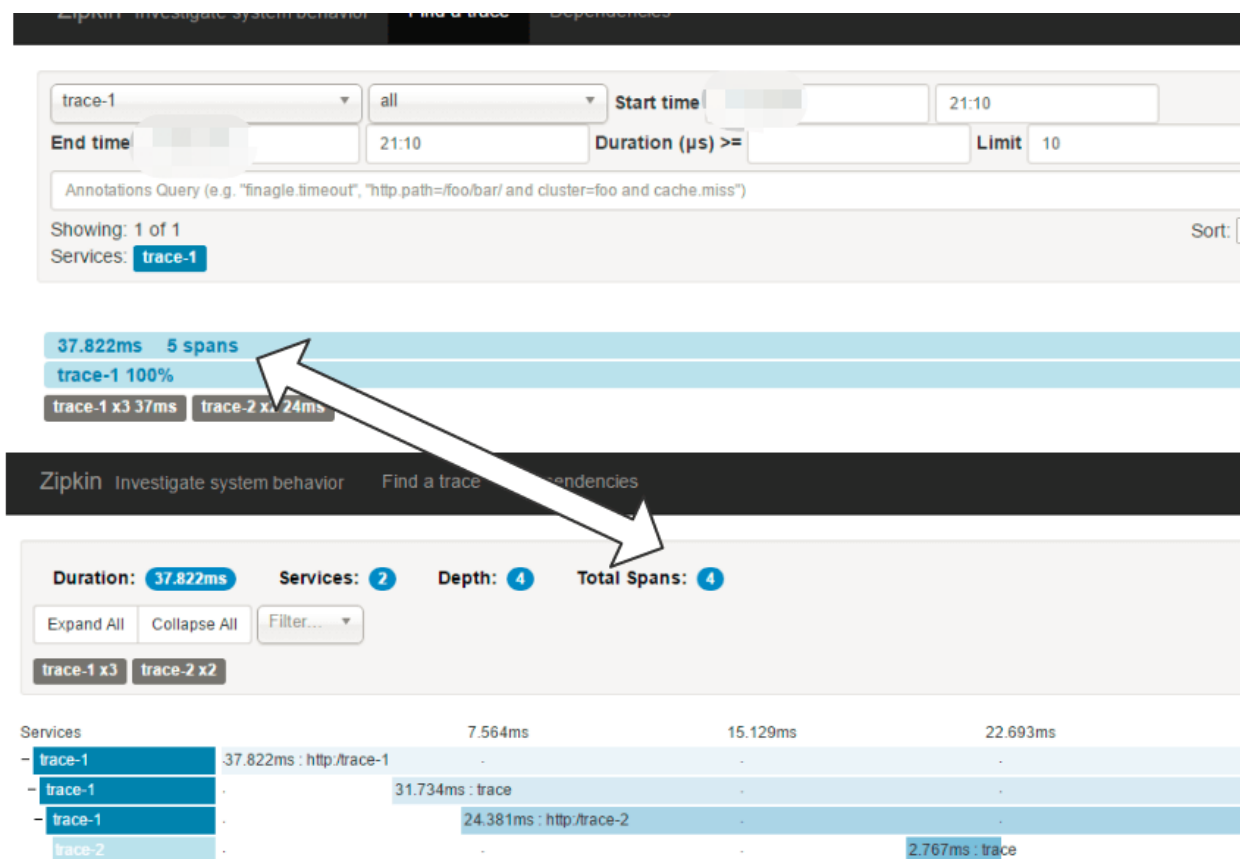 Zipkin Investigate system behavior Find a trace Dependencies
trace-1 all Start time 21:10
End time 21:10 Duration (μs) >= Limit 10
Annotations Query (e.g. "finagle.timeout", "http.path=/foo/bar/ and cluster=foo and cache.miss")
Showing: 1 of 1 Sort:
Services: trace-1
37.822ms 5 spans
trace-1 100%
trace-1 x3 37ms trace-2 24ms
Zipkin Investigate system behavior Find a trace
Duration: 37.822ms Services: 2 Depth: 4 Total Spans: 4
Expand All Collapse All Filter...
trace-1 x3 trace-2 x2
Services 7.564ms 15.129ms 22.693ms
trace-1 37.822ms : http:/trace-1
trace-1 31.734ms : trace
trace-1 24.381ms : http:/trace-2
trace-2 2.767ms : trace